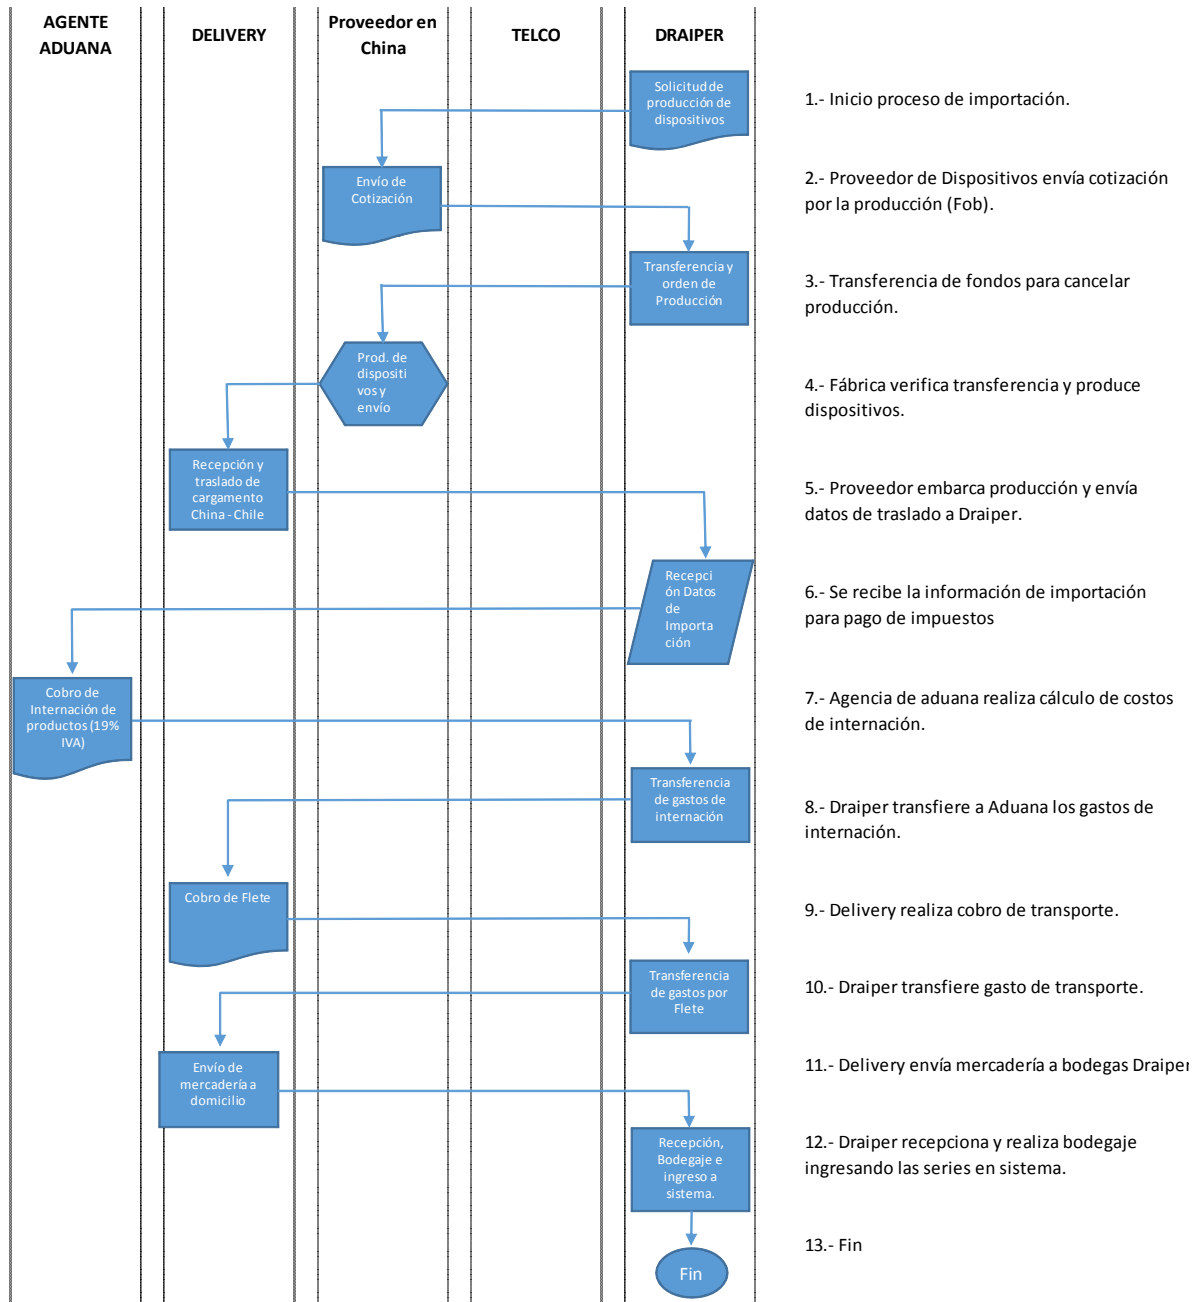 AGENTE
ADUANA
DELIVERY
Proveedor en
China
TELCO
DRAIPER
Solicitud de
producción de
dispositivos
1.- Inicio proceso de importación.
Envío de
Cotización
2.- Proveedor de Dispositivos envía cotización
por la producción (Fob).
Transferencia y
orden de
Producción
3.- Transferencia de fondos para cancelar
producción.
Prod. de
dispositi
vos y
envío
4.- Fábrica verifica transferencia y produce
dispositivos.
Recepción y
traslado de
cargamento
China - Chile
5.- Proveedor embarca producción y envía
datos de traslado a Draiper.
Recepci
ón Datos
de
Importa
ción
6.- Se recibe la información de importación
para pago de impuestos
Cobro de
Internación de
productos (19%
IVA)
7.- Agencia de aduana realiza cálculo de costos
de internación.
Transferencia
de gastos de
internación
8.- Draiper transfiere a Aduana los gastos de
internación.
Cobro de Flete
9.- Delivery realiza cobro de transporte.
Transferencia
de gastos por
Flete
10.- Draiper transfiere gasto de transporte.
Envío de
mercadería a
domicilio
11.- Delivery envía mercadería a bodegas Draiper
Recepción,
Bodegaje e
ingreso a
sistema.
12.- Draiper recepciona y realiza bodegaje
ingresando las series en sistema.
Fin
13.- Fin